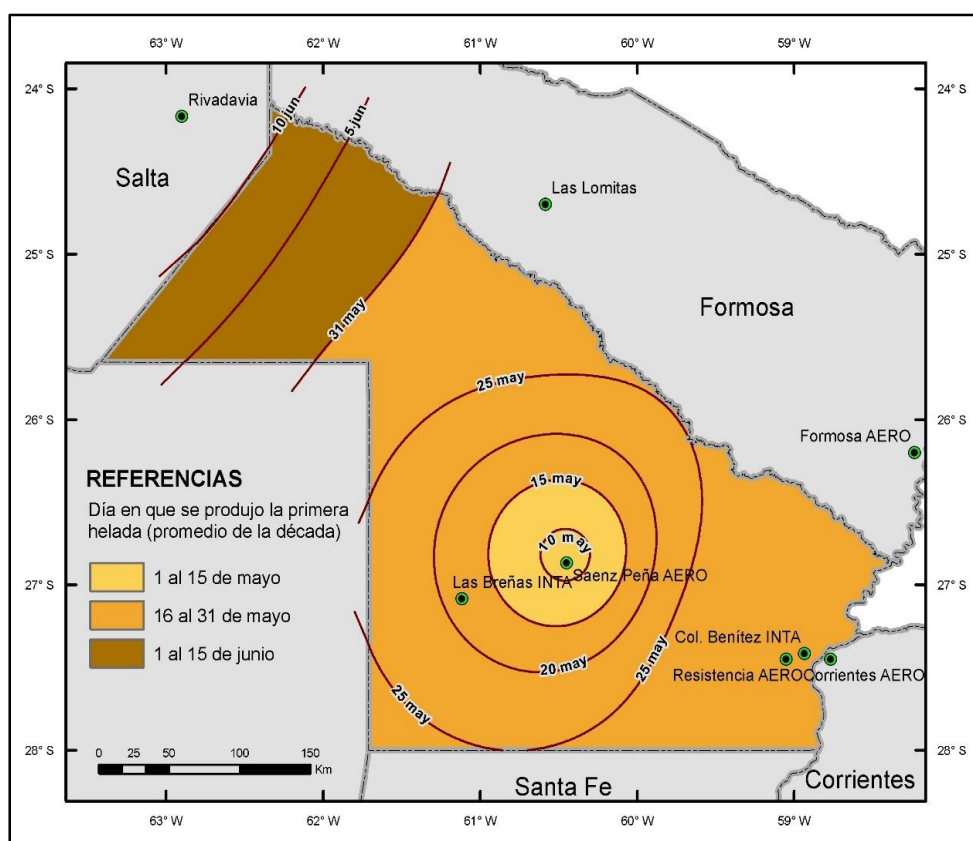 63° W 62° W 61° W 60° W 59° W
24° S 24° S
Rivadavia
10 jun
5 jun
Salta
Las Lomitas
25° S 25° S
31 may
Formosa
25 may
26° S 26° S
Formosa AERO
REFERENCIAS
Día en que se produjo la primera
helada (promedio de la década)
1 al 15 de mayo
16 al 31 de mayo
1 al 15 de junio
15 may
10 may
Saenz Peña AERO
Las Breñas INTA
27° S 27° S
Col. Benítez INTA
20 may
25 may
Resistencia AERO
Corrientes AERO
25 may
28° S 28° S
0 25 50 100 150
Km
Santa Fe
Corrientes
63° W 62° W 61° W 60° W 59° W